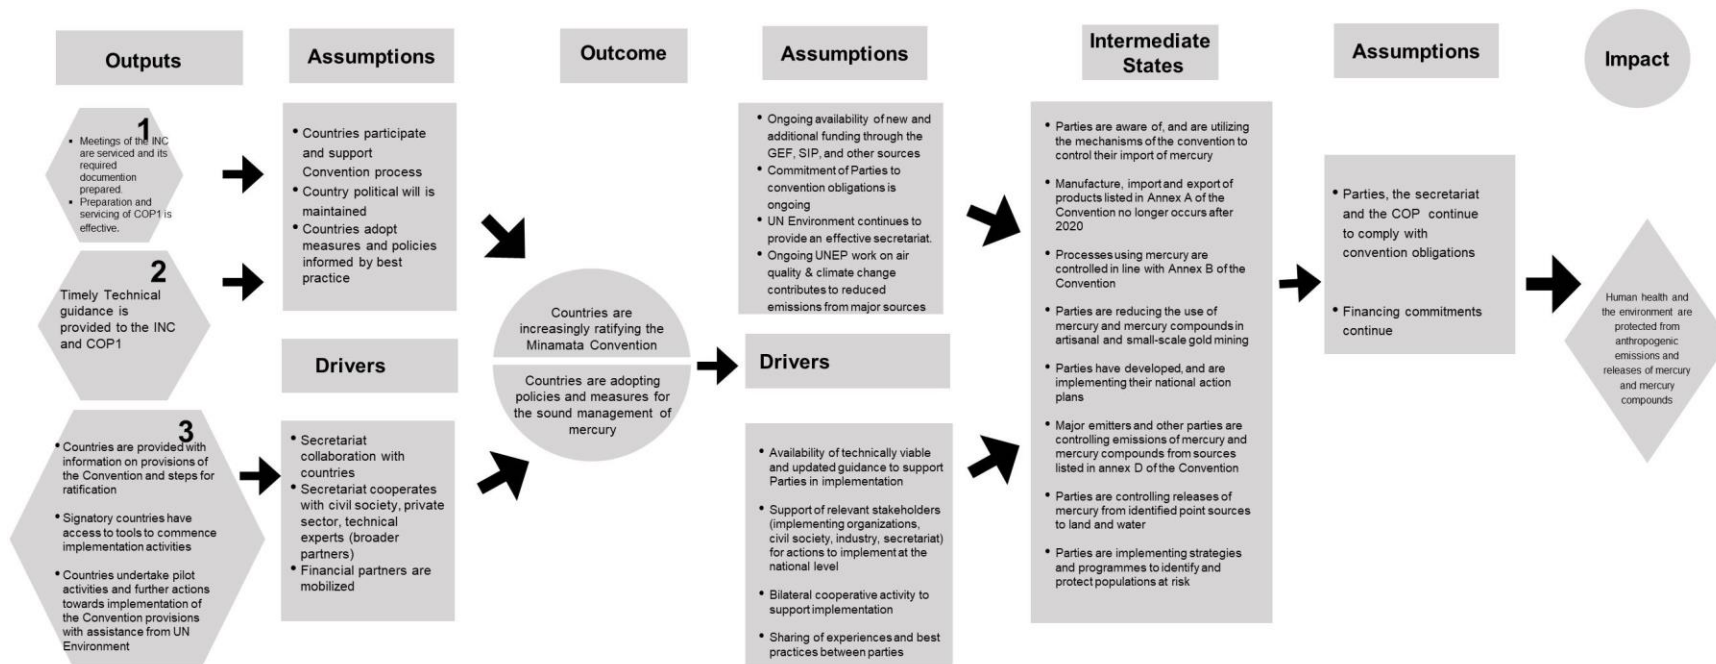 Outputs
1
▪ Meetings of the INC
are serviced and its
required
documention
prepared.
▪ Preparation and
servicing of COP1 is
effective.
2
Timely Technical
guidance is
provided to the INC
and COP1
3
• Countries are provided with
information on provisions of
the Convention and steps for
ratification
• Signatory countries have
access to tools to commence
implementation activities
• Countries undertake pilot
activities and further actions
towards implementation of
the Convention provisions
with assistance from UN
Environment
Assumptions
• Countries participate
and support
Convention process
• Country political will is
maintained
• Countries adopt
measures and policies
informed by best
practice
Drivers
• Secretariat
collaboration with
countries
• Secretariat cooperates
with civil society, private
sector, technical
experts (broader
partners)
• Financial partners are
mobilized
Outcome
Countries are
increasingly ratifying the
Minamata Convention
Countries are adopting
policies and measures for
the sound management of
mercury
Assumptions
• Ongoing availability of new and
additional funding through the
GEF, SIP, and other sources
• Commitment of Parties to
convention obligations is
ongoing
• UN Environment continues to
provide an effective secretariat.
• Ongoing UNEP work on air
quality & climate change
contributes to reduced
emissions from major sources
Drivers
• Availability of technically viable
and updated guidance to support
Parties in implementation
• Support of relevant stakeholders
(implementing organizations,
civil society, industry, secretariat)
for actions to implement at the
national level
• Bilateral cooperative activity to
support implementation
• Sharing of experiences and best
practices between parties
Intermediate
States
• Parties are aware of, and are utilizing
the mechanisms of the convention to
control their import of mercury
• Manufacture, import and export of
products listed in Annex A of the
Convention no longer occurs after
2020
• Processes using mercury are
controlled in line with Annex B of the
Convention
• Parties are reducing the use of
mercury and mercury compounds in
artisanal and small-scale gold mining
• Parties have developed, and are
implementing their national action
plans
• Major emitters and other parties are
controlling emissions of mercury and
mercury compounds from sources
listed in annex D of the Convention
• Parties are controlling releases of
mercury from identified point sources
to land and water
• Parties are implementing strategies
and programmes to identify and
protect populations at risk
Assumptions
• Parties, the secretariat
and the COP continue
to comply with
convention obligations
• Financing commitments
continue
Impact
Human health and
the environment are
protected from
anthropogenic
emissions and
releases of mercury
and mercury
compounds